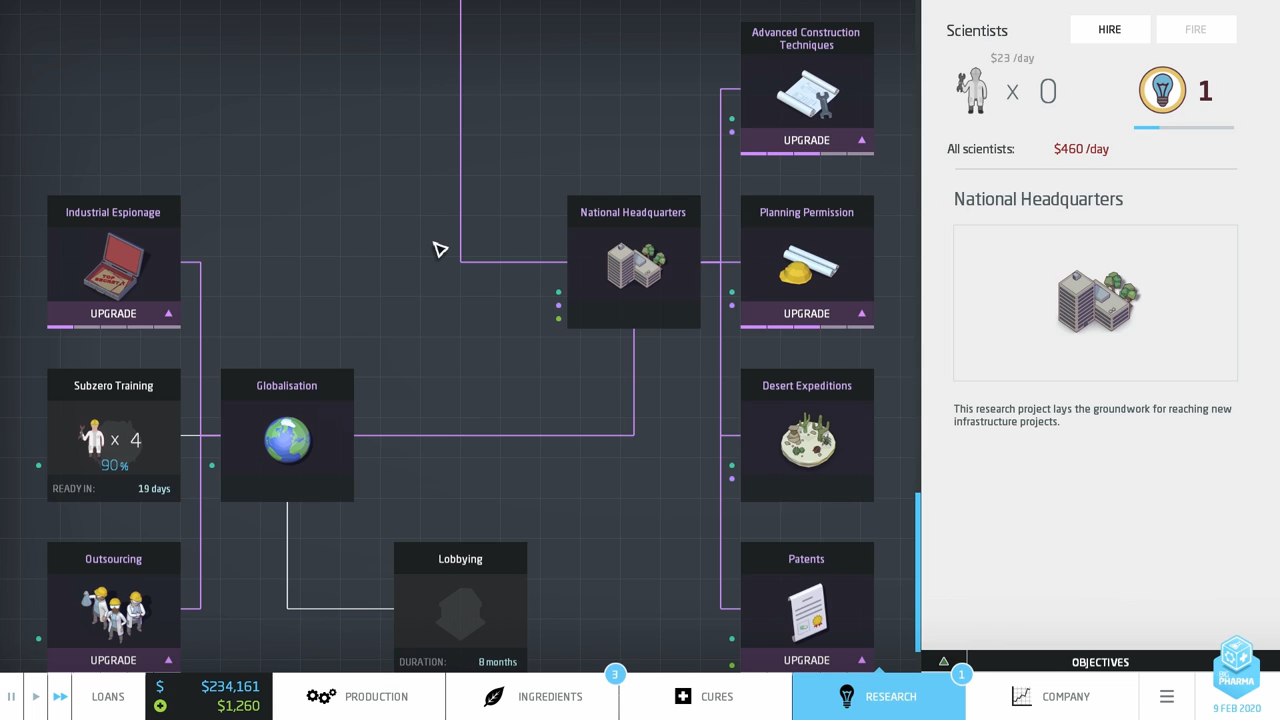 Advanced Construction
Techniques
UPGRADE
Industrial Espionage
TOP
SECRET
UPGRADE
National Headquarters
Planning Permission
UPGRADE
Subzero Training
x 4
90%
READY IN: 19 days
Globalisation
Desert Expeditions
Outsourcing
UPGRADE
Lobbying
DURATION: 8 months
Patents
UPGRADE
Scientists
HIRE
FIRE
$23 /day
x 0
1
All scientists: $460 /day
National Headquarters
This research project lays the groundwork for reaching new
infrastructure projects.
OBJECTIVES
LOANS
$ $234,161
$1,260
PRODUCTION
INGREDIENTS
3
CURES
RESEARCH
1
COMPANY
BIG
PHARMA
9 FEB 2020